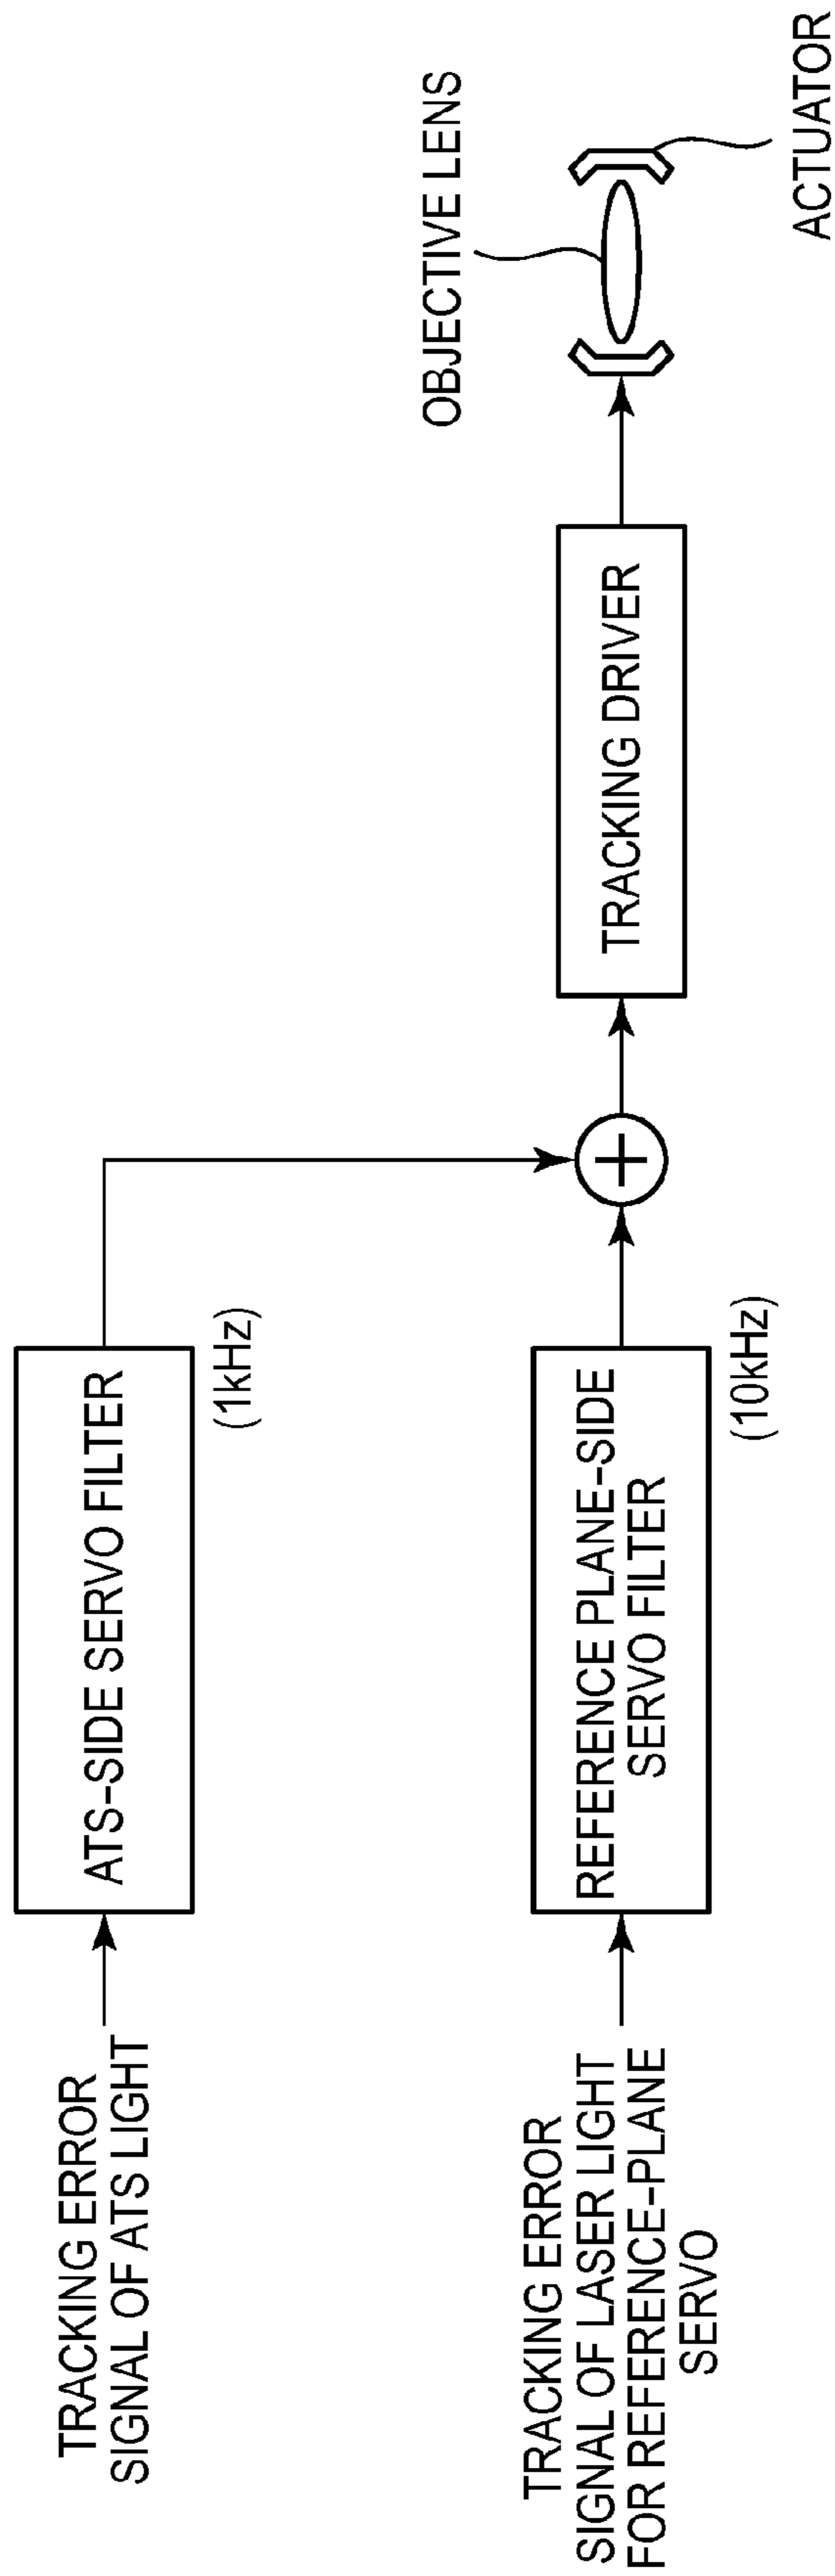 TRACKING ERROR
SIGNAL OF ATS LIGHT
ATS-SIDE SERVO FILTER
(1kHz)
TRACKING ERROR
SIGNAL OF LASER LIGHT
FOR REFERENCE-PLANE
SERVO
REFERENCE PLANE-SIDE
SERVO FILTER
(10kHz)
+
TRACKING DRIVER
OBJECTIVE LENS
ACTUATOR